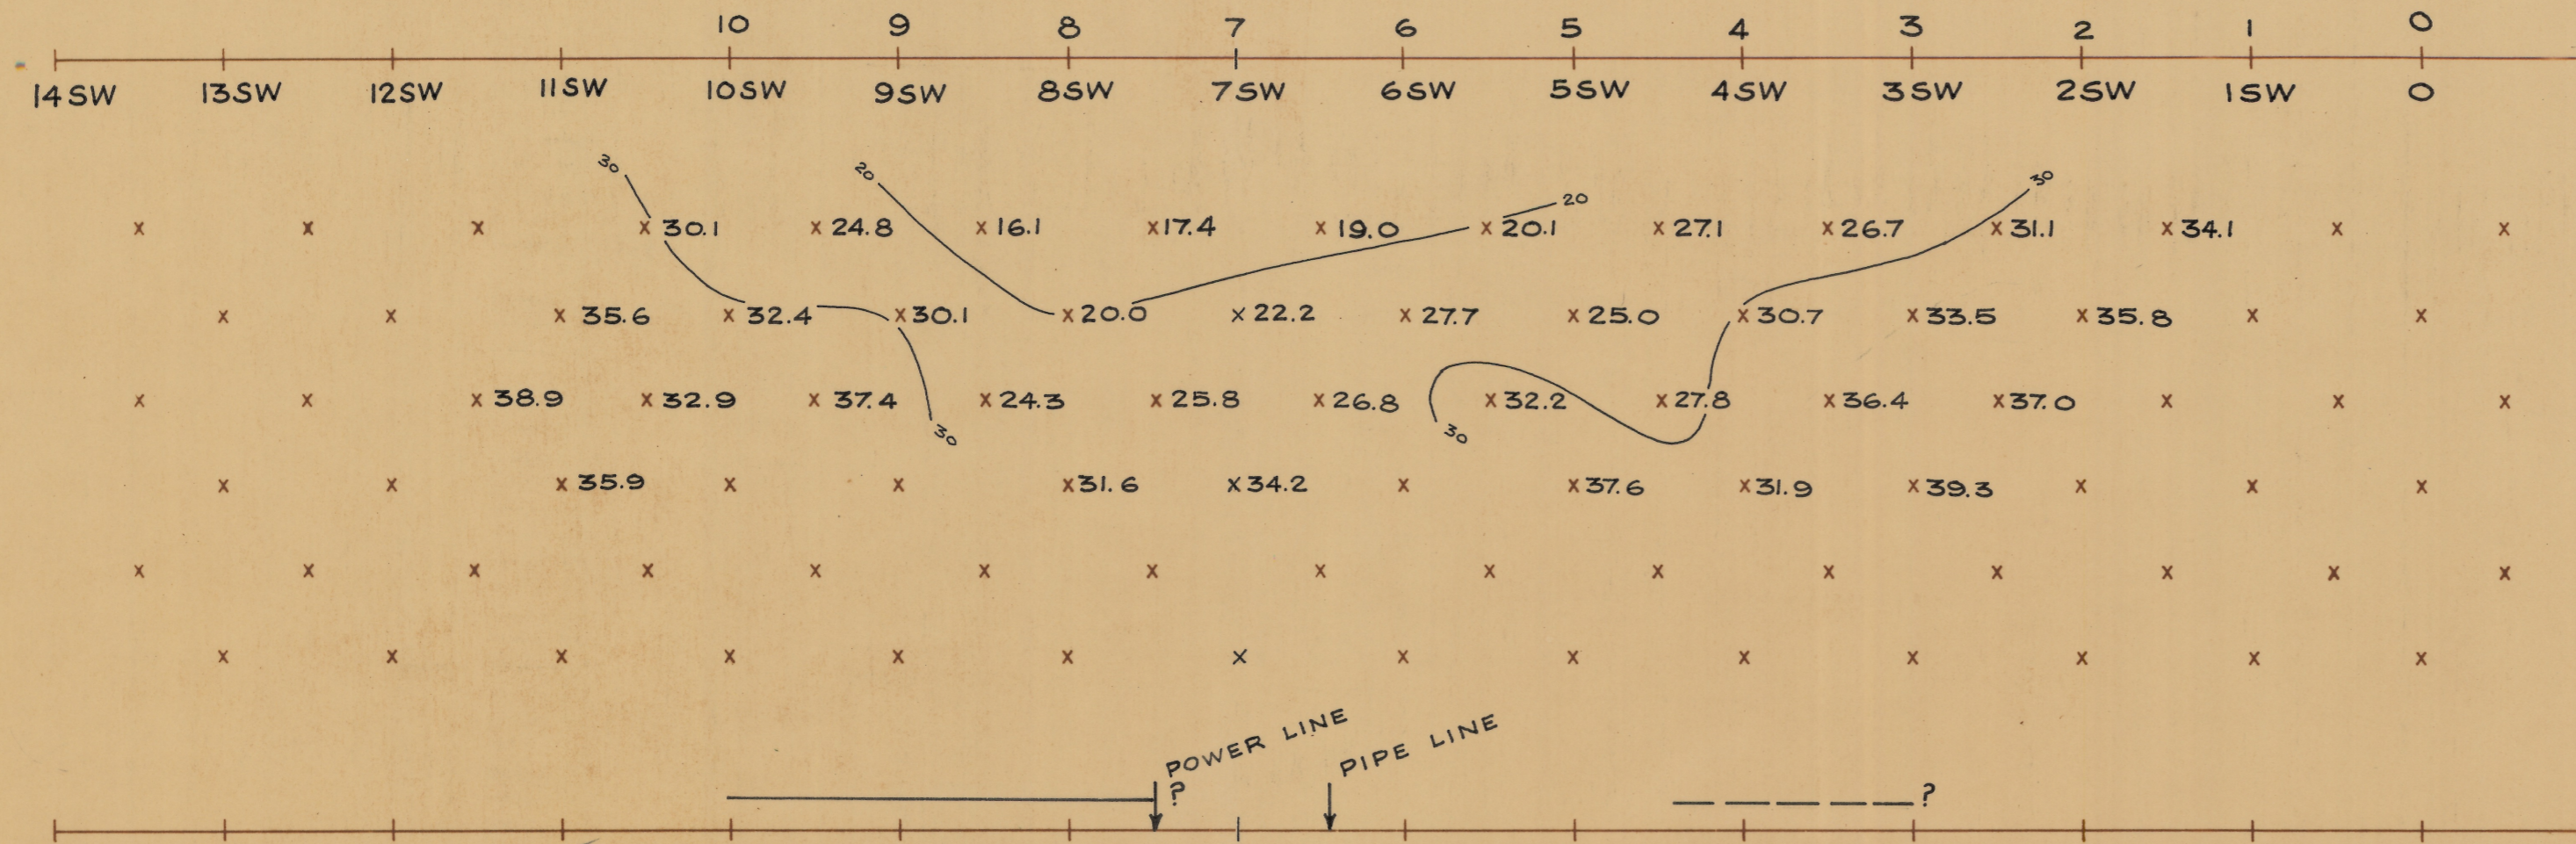 10 9 8 7 6 5 4 3 2 1 0
14SW 13SW 12SW 11SW 10SW 9SW 8SW 7SW 6SW 5SW 4SW 3SW 2SW 1SW 0
30 20 20 30
x x x x 30.1 x 24.8 x 16.1 x 17.4 x 19.0 x 20.1 x 27.1 x 26.7 x 31.1 x 34.1 x x
x x x 35.6 x 32.4 x 30.1 x 20.0 x 22.2 x 27.7 x 25.0 x 30.7 x 33.5 x 35.8 x x
x x x 38.9 x 32.9 x 37.4 x 24.3 x 25.8 x 26.8 x 32.2 x 27.8 x 36.4 x 37.0 x x x
30 30
x x x 35.9 x x x 31.6 x 34.2 x x 37.6 x 31.9 x 39.3 x x x
x x x x x x x x x x x x x x x
x x x x x x x x x x x x x x
POWER LINE
PIPE LINE
? ?